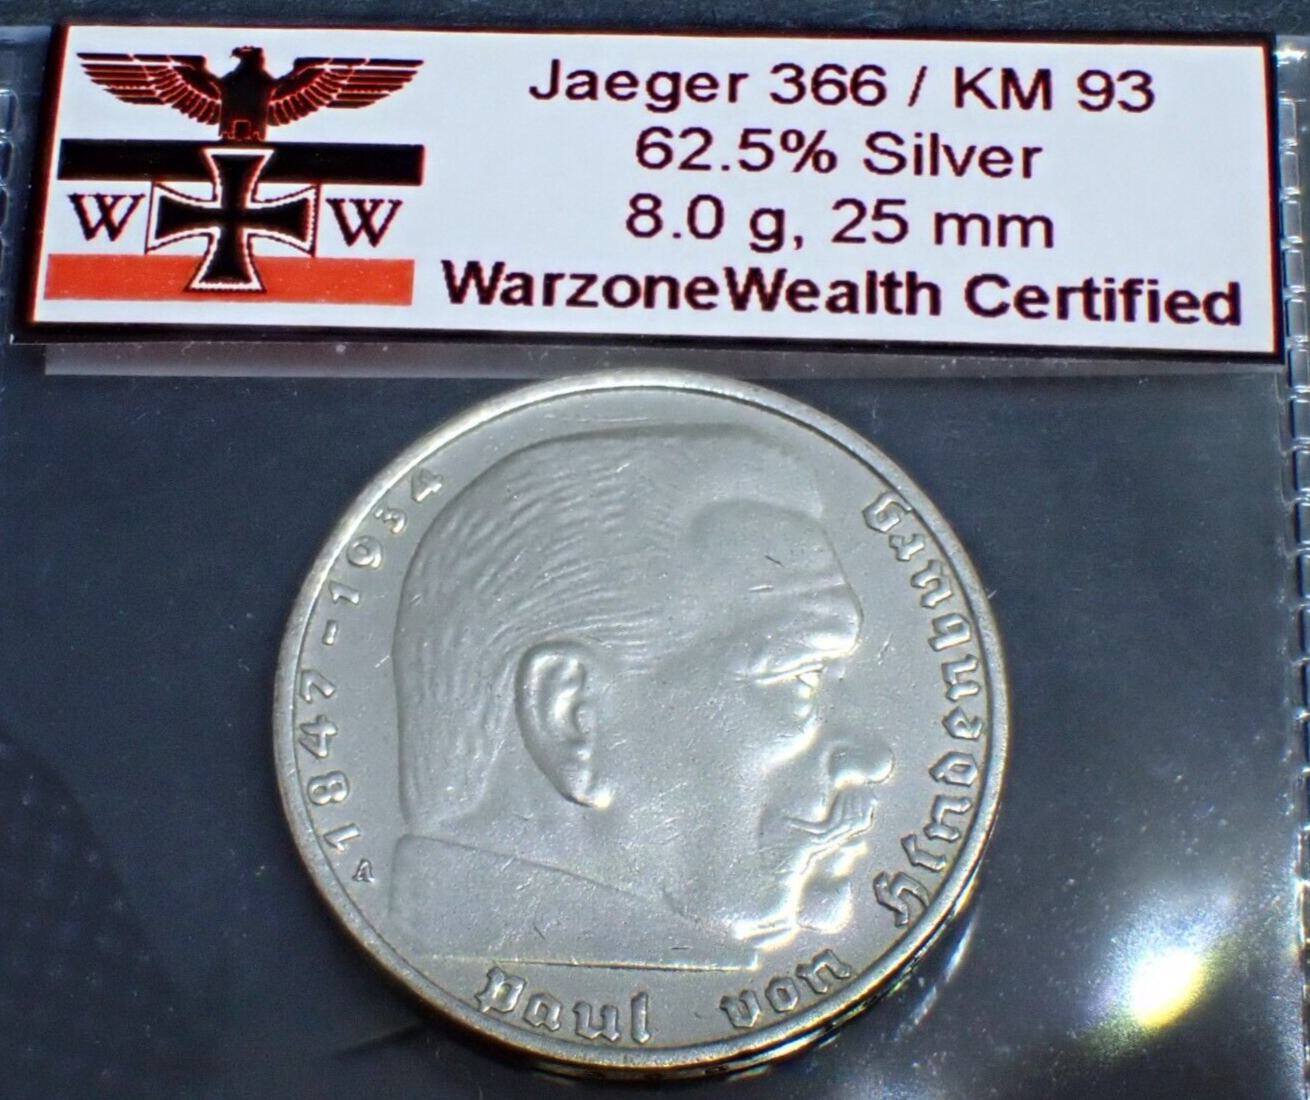 Jaeger 366 / KM 93
62.5% Silver
8.0 g, 25 mm
WarzoneWealth Certified
W W
1847-1934
A
Paul von Hindenburg